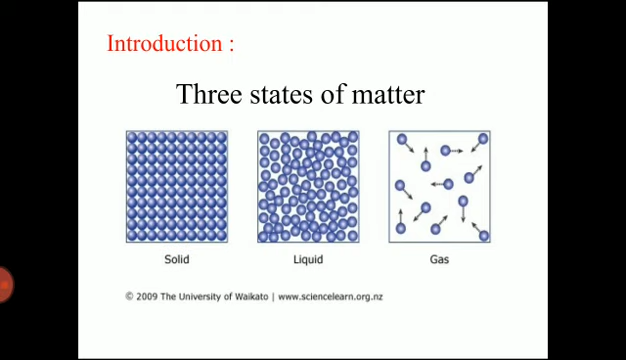 Introduction :
Three states of matter
Solid
Liquid
Gas
© 2009 The University of Waikato | www.sciencelearn.org.nz